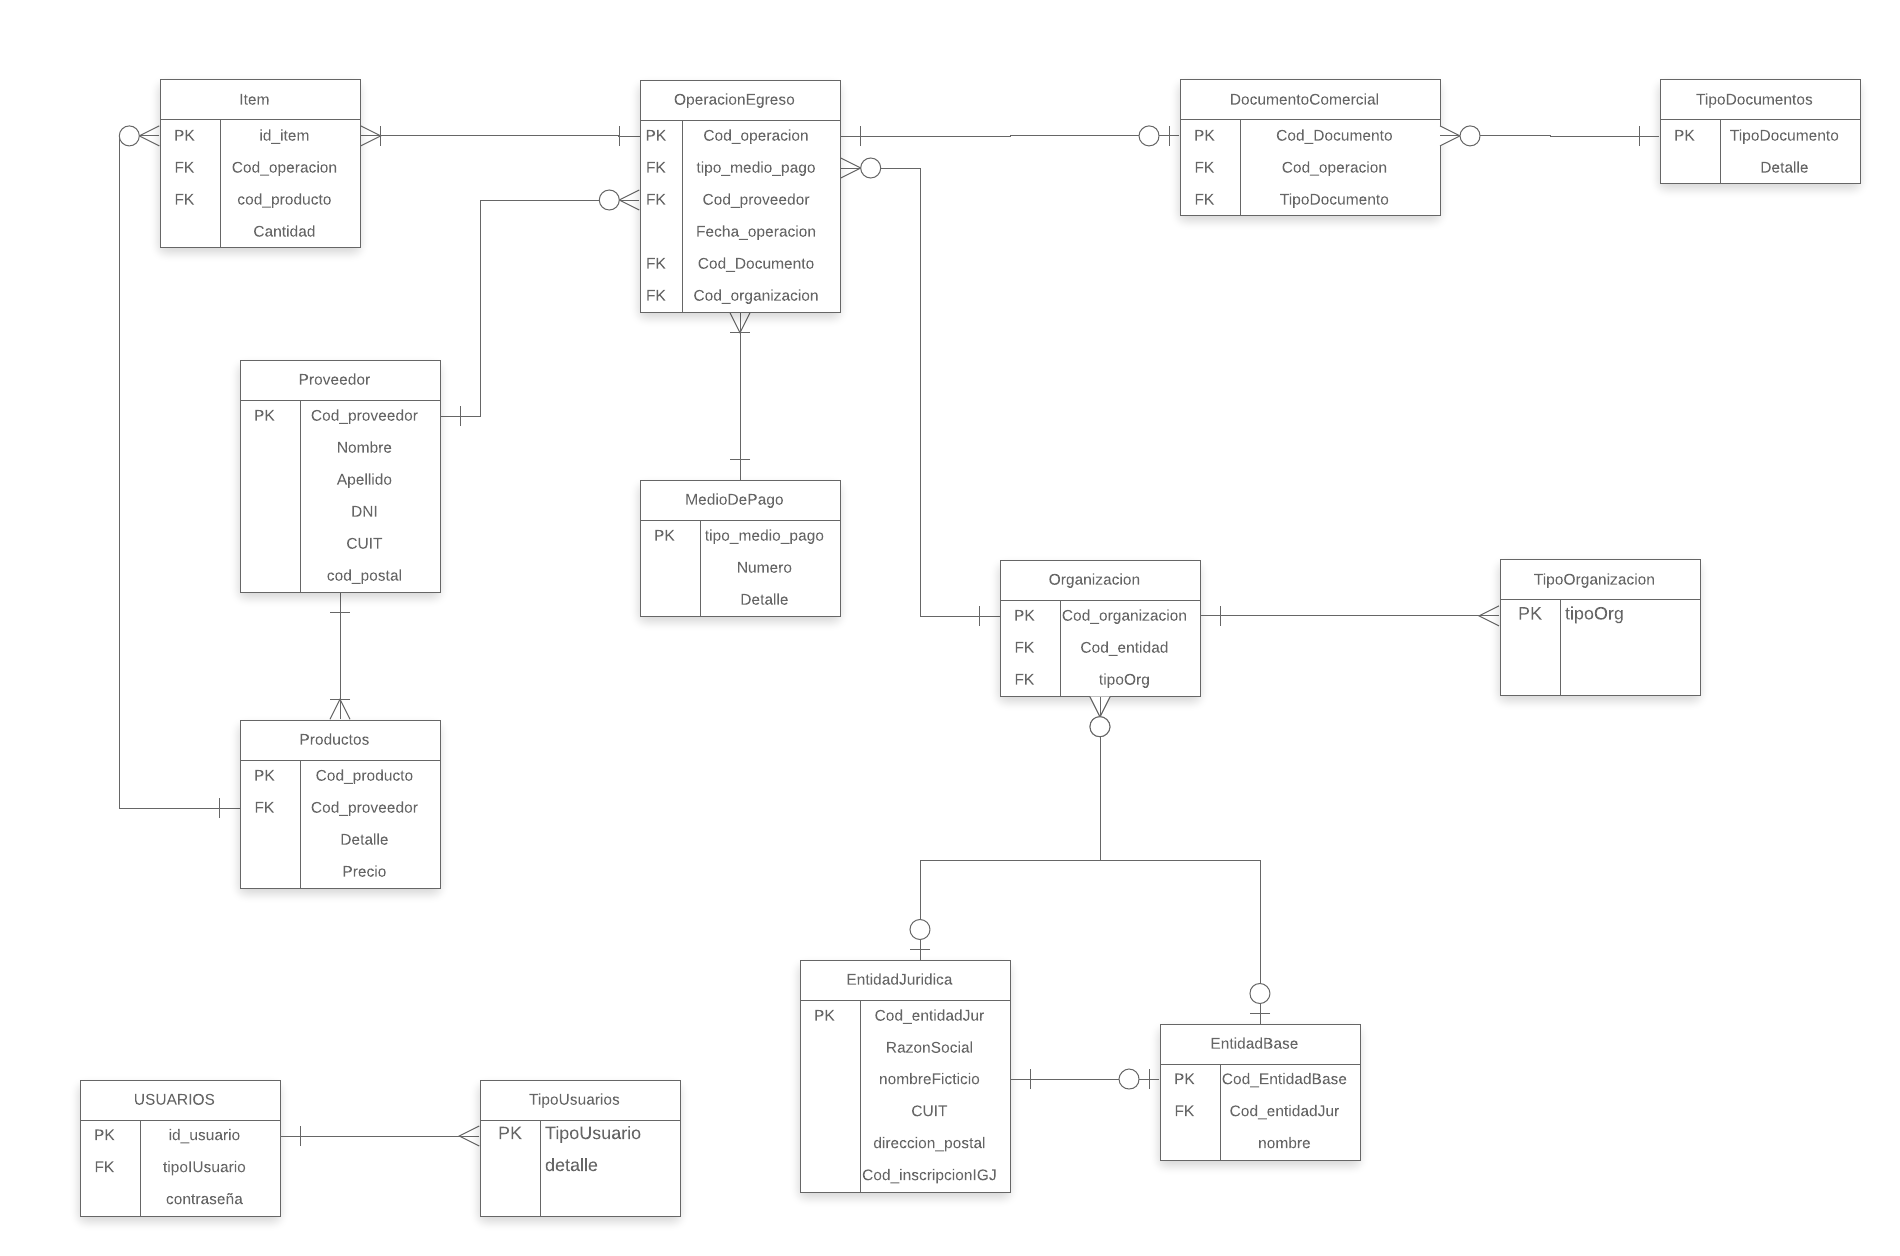 Item
PK id_item
FK Cod_operacion
FK cod_producto
Cantidad
OperacionEgreso
PK Cod_operacion
FK tipo_medio_pago
FK Cod_proveedor
Fecha_operacion
FK Cod_Documento
FK Cod_organizacion
DocumentoComercial
PK Cod_Documento
FK Cod_operacion
FK TipoDocumento
TipoDocumentos
PK TipoDocumento
Detalle
Proveedor
PK Cod_proveedor
Nombre
Apellido
DNI
CUIT
cod_postal
MedioDePago
PK tipo_medio_pago
Numero
Detalle
Organizacion
PK Cod_organizacion
FK Cod_entidad
FK tipoOrg
TipoOrganizacion
PK tipoOrg
Productos
PK Cod_producto
FK Cod_proveedor
Detalle
Precio
EntidadJuridica
PK Cod_entidadJur
RazonSocial
nombreFicticio
CUIT
direccion_postal
Cod_inscripcionIGJ
EntidadBase
PK Cod_EntidadBase
FK Cod_entidadJur
nombre
USUARIOS
PK id_usuario
FK tipoIUsuario
contraseña
TipoUsuarios
PK TipoUsuario
detalle